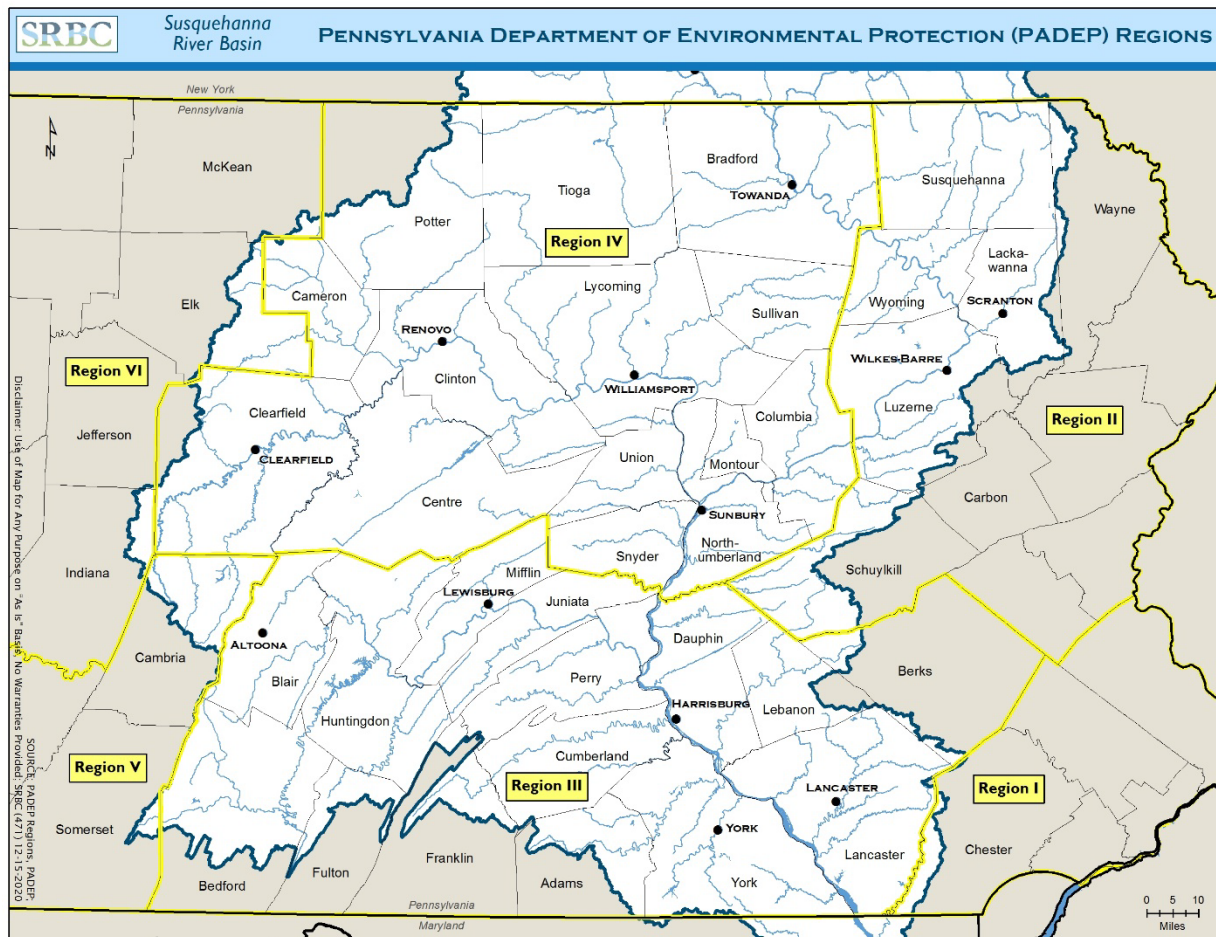 SRBC
Susquehanna
River Basin
PENNSYLVANIA DEPARTMENT OF ENVIRONMENTAL PROTECTION (PADEP) REGIONS
New York
Pennsylvania
N
McKean
Bradford
TOWANDA
Tioga
Susquehanna
Wayne
Potter
Region IV
Lacka-
wanna
Elk
Cameron
Lycoming
Wyoming
SCRANTON
Sullivan
RENOVO
Region VI
WILKES-BARRE
Clinton
WILLIAMSPORT
Clearfield
Columbia
Luzerne
Region II
Jefferson
CLEARFIELD
Union
Montour
Centre
Carbon
SUNBURY
Snyder
North-
umberland
Indiana
Mifflin
Schuylkill
LEWISBURG
Juniata
ALTOONA
Dauphin
Cambria
Berks
Blair
Perry
HARRISBURG
Lebanon
Huntingdon
Cumberland
Region V
Region III
LANCASTER
Region I
Somerset
YORK
Lancaster
Chester
Franklin
Fulton
Bedford
Adams
York
Pennsylvania
Maryland
0 5 10
Miles
Disclaimer: Use of Map for Any Purpose on "As Is" Basis, No Warranties Provided; SRBC (471) 12-15-2020
SOURCE: PADEP Regions, PADEP;